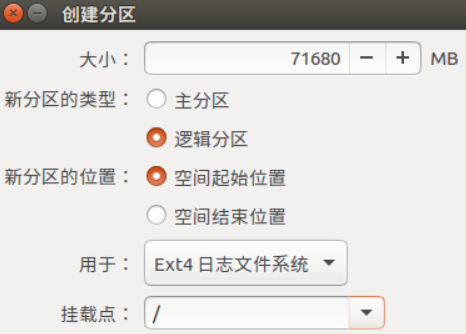 创建分区
大小： 71680 − + MB
新分区的类型： 主分区
逻辑分区
新分区的位置： 空间起始位置
空间结束位置
用于： Ext4 日志文件系统
挂载点： /